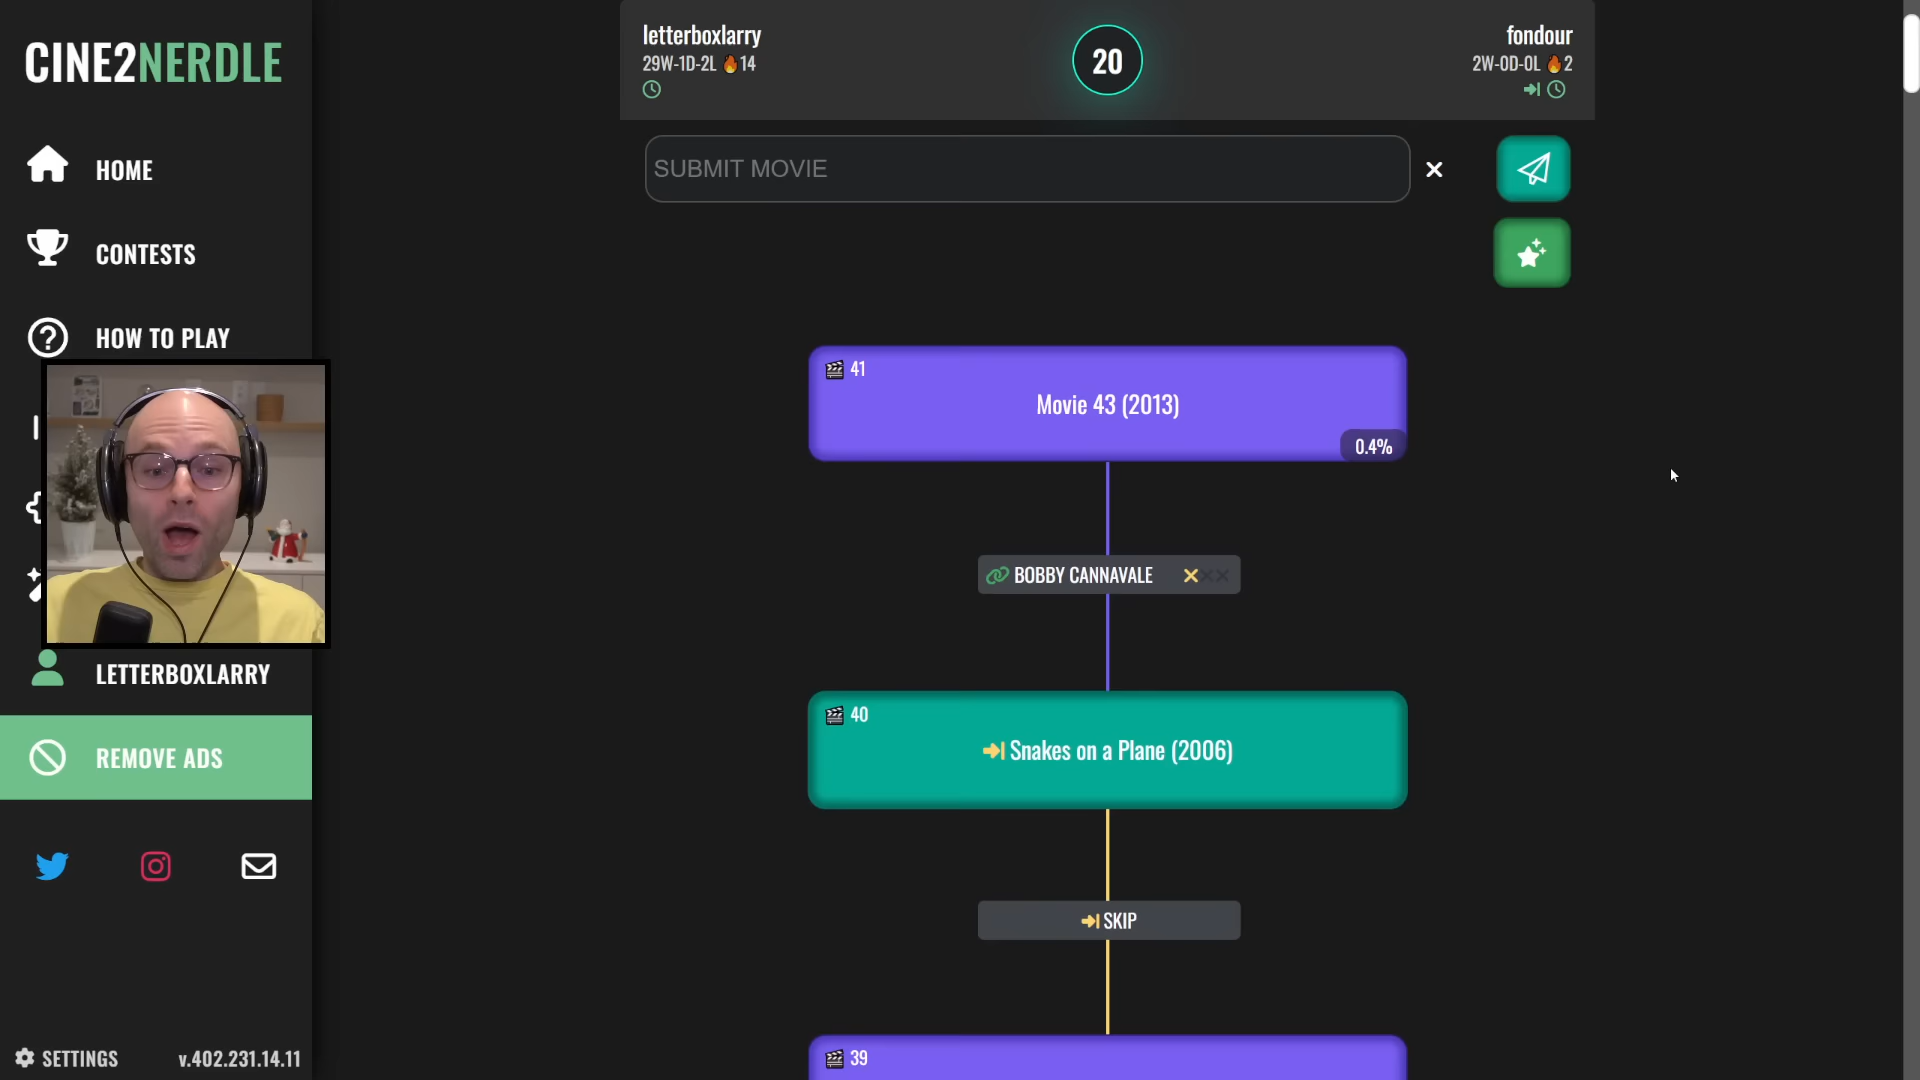 CINE2NERDLE
HOME
CONTESTS
HOW TO PLAY
LETTERBOXLARRY
REMOVE ADS
SETTINGS
v.402.231.14.11
letterboxlarry
29W-1D-2L 🔥14
20
fondour
2W-0D-0L 🔥2
SUBMIT MOVIE
41
Movie 43 (2013)
0.4%
BOBBY CANNAVALE
40
Snakes on a Plane (2006)
SKIP
39